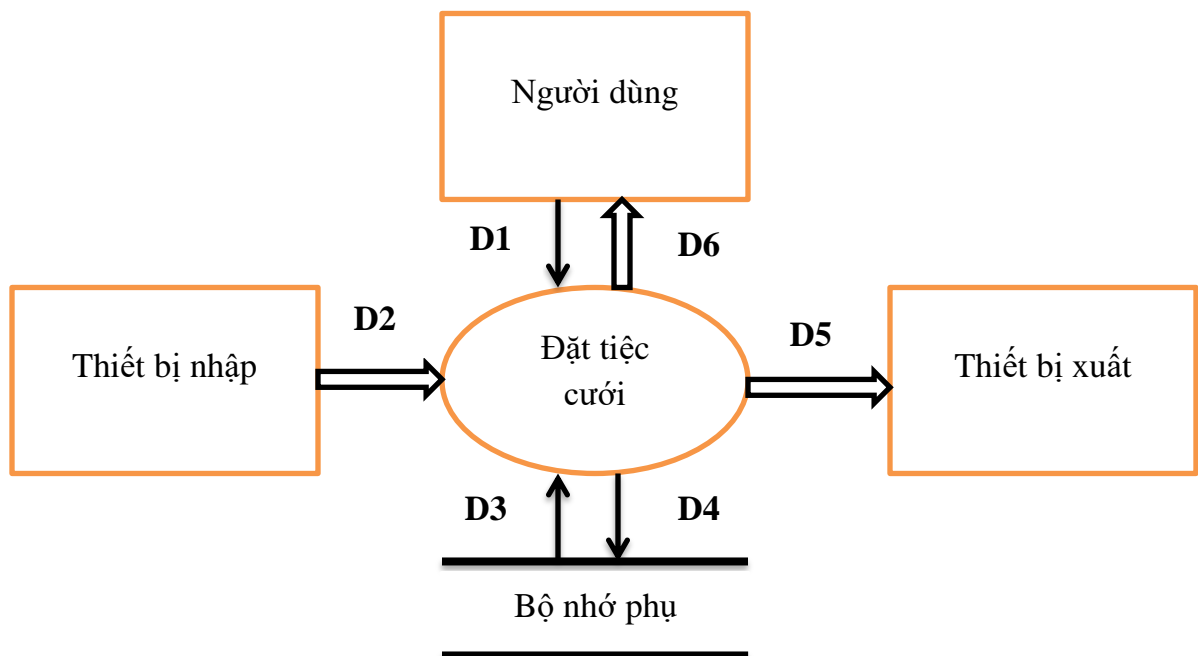 Người dùng
D1
D6
D2
D5
Thiết bị nhập
Đặt tiệc
cưới
Thiết bị xuất
D3
D4
Bộ nhớ phụ